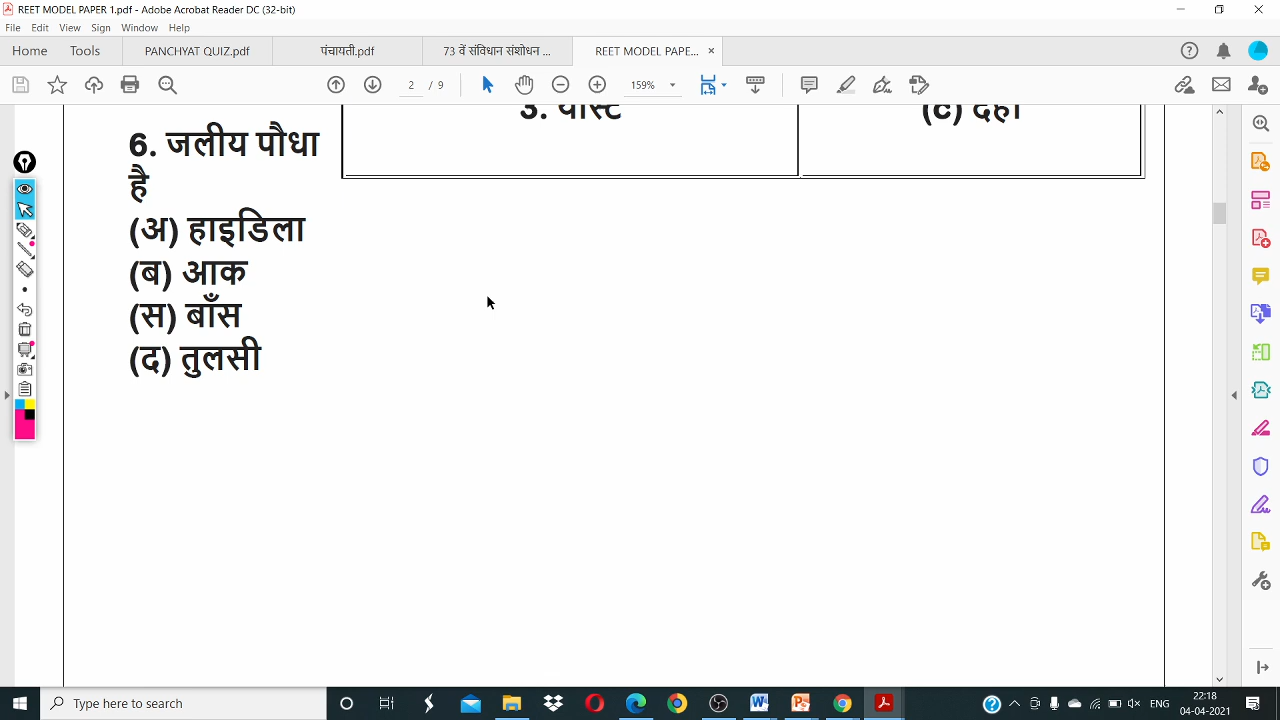 REET MODEL PAPER 1.pdf - Adobe Acrobat Reader DC (32-bit)
File Edit View Sign Window Help
Home Tools PANCHYAT QUIZ.pdf पंचायती.pdf 73 वें संविधान संशोधन ... REET MODEL PAPE... ×
2 / 9 159%
3. यीस्ट (C) दही
6. जलीय पौधा
है
(अ) हाइडिला
(ब) आक
(स) बाँस
(द) तुलसी
Type here to search
ENG
22:18
04-04-2021